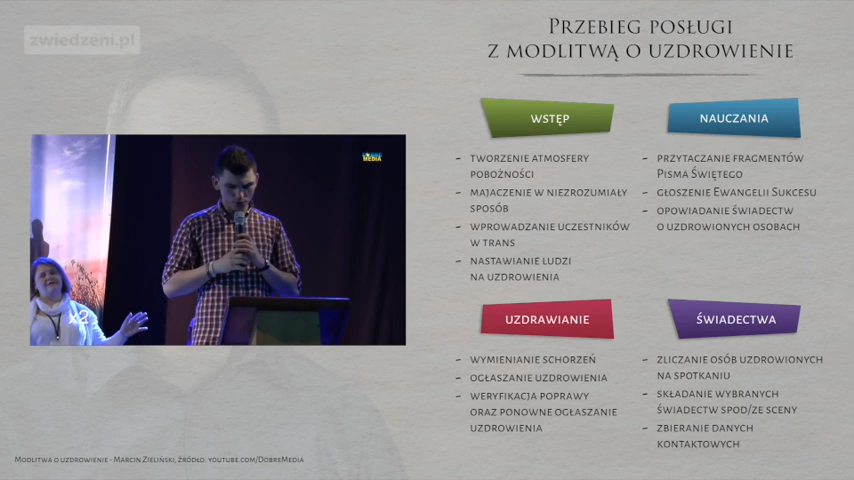 zwiedzeni.pl
Przebieg posługi
z modlitwą o uzdrowienie
DOBRE
MEDIA
x2
WSTĘP
- TWORZENIE ATMOSFERY
POBOŻNOŚCI
- MAJACZENIE W NIEZROZUMIAŁY
SPOSÓB
- WPROWADZANIE UCZESTNIKÓW
W TRANS
- NASTAWIANIE LUDZI
NA UZDROWIENIA
NAUCZANIA
- PRZYTACZANIE FRAGMENTÓW
PISMA ŚWIĘTEGO
- GŁOSZENIE EWANGELII SUKCESU
- OPOWIADANIE ŚWIADECTW
O UZDROWIONYCH OSOBACH
UZDRAWIANIE
- WYMIENIANIE SCHORZEŃ
- OGŁASZANIE UZDROWIENIA
- WERYFIKACJA POPRAWY
ORAZ PONOWNE OGŁASZANIE
UZDROWIENIA
ŚWIADECTWA
- ZLICZANIE OSÓB UZDROWIONYCH
NA SPOTKANIU
- SKŁADANIE WYBRANYCH
ŚWIADECTW SPOD/ZE SCENY
- ZBIERANIE DANYCH
KONTAKTOWYCH
Modlitwa o uzdrowienie - Marcin Zieliński, źródło: youtube.com/DobreMedia